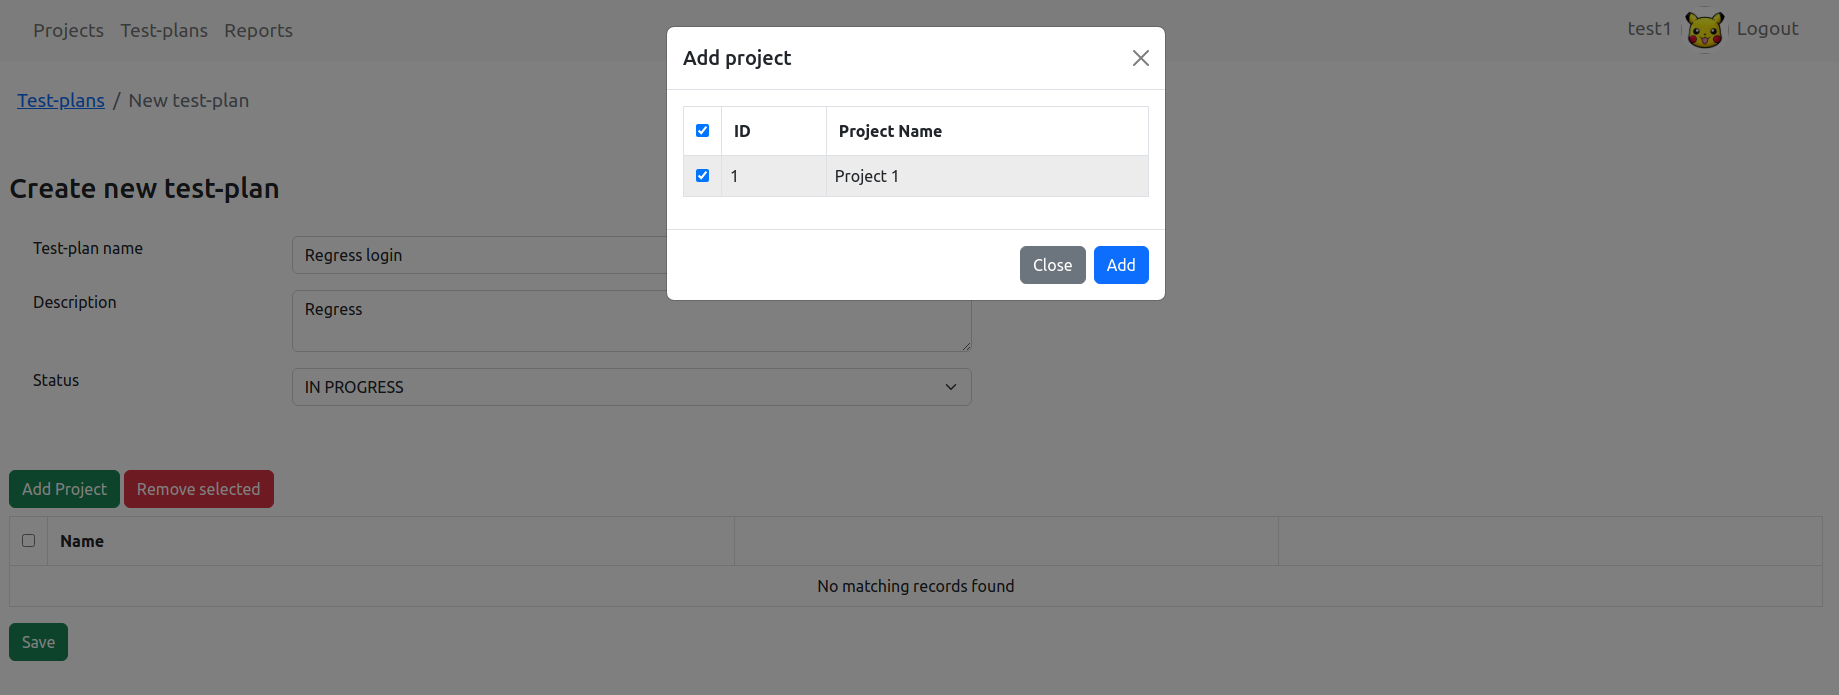 Projects Test-plans Reports
test1 Logout
Test-plans / New test-plan
Add project
ID Project Name
1 Project 1
Close Add
Create new test-plan
Test-plan name Regress login
Description Regress
Status IN PROGRESS
Add Project Remove selected
Name
No matching records found
Save